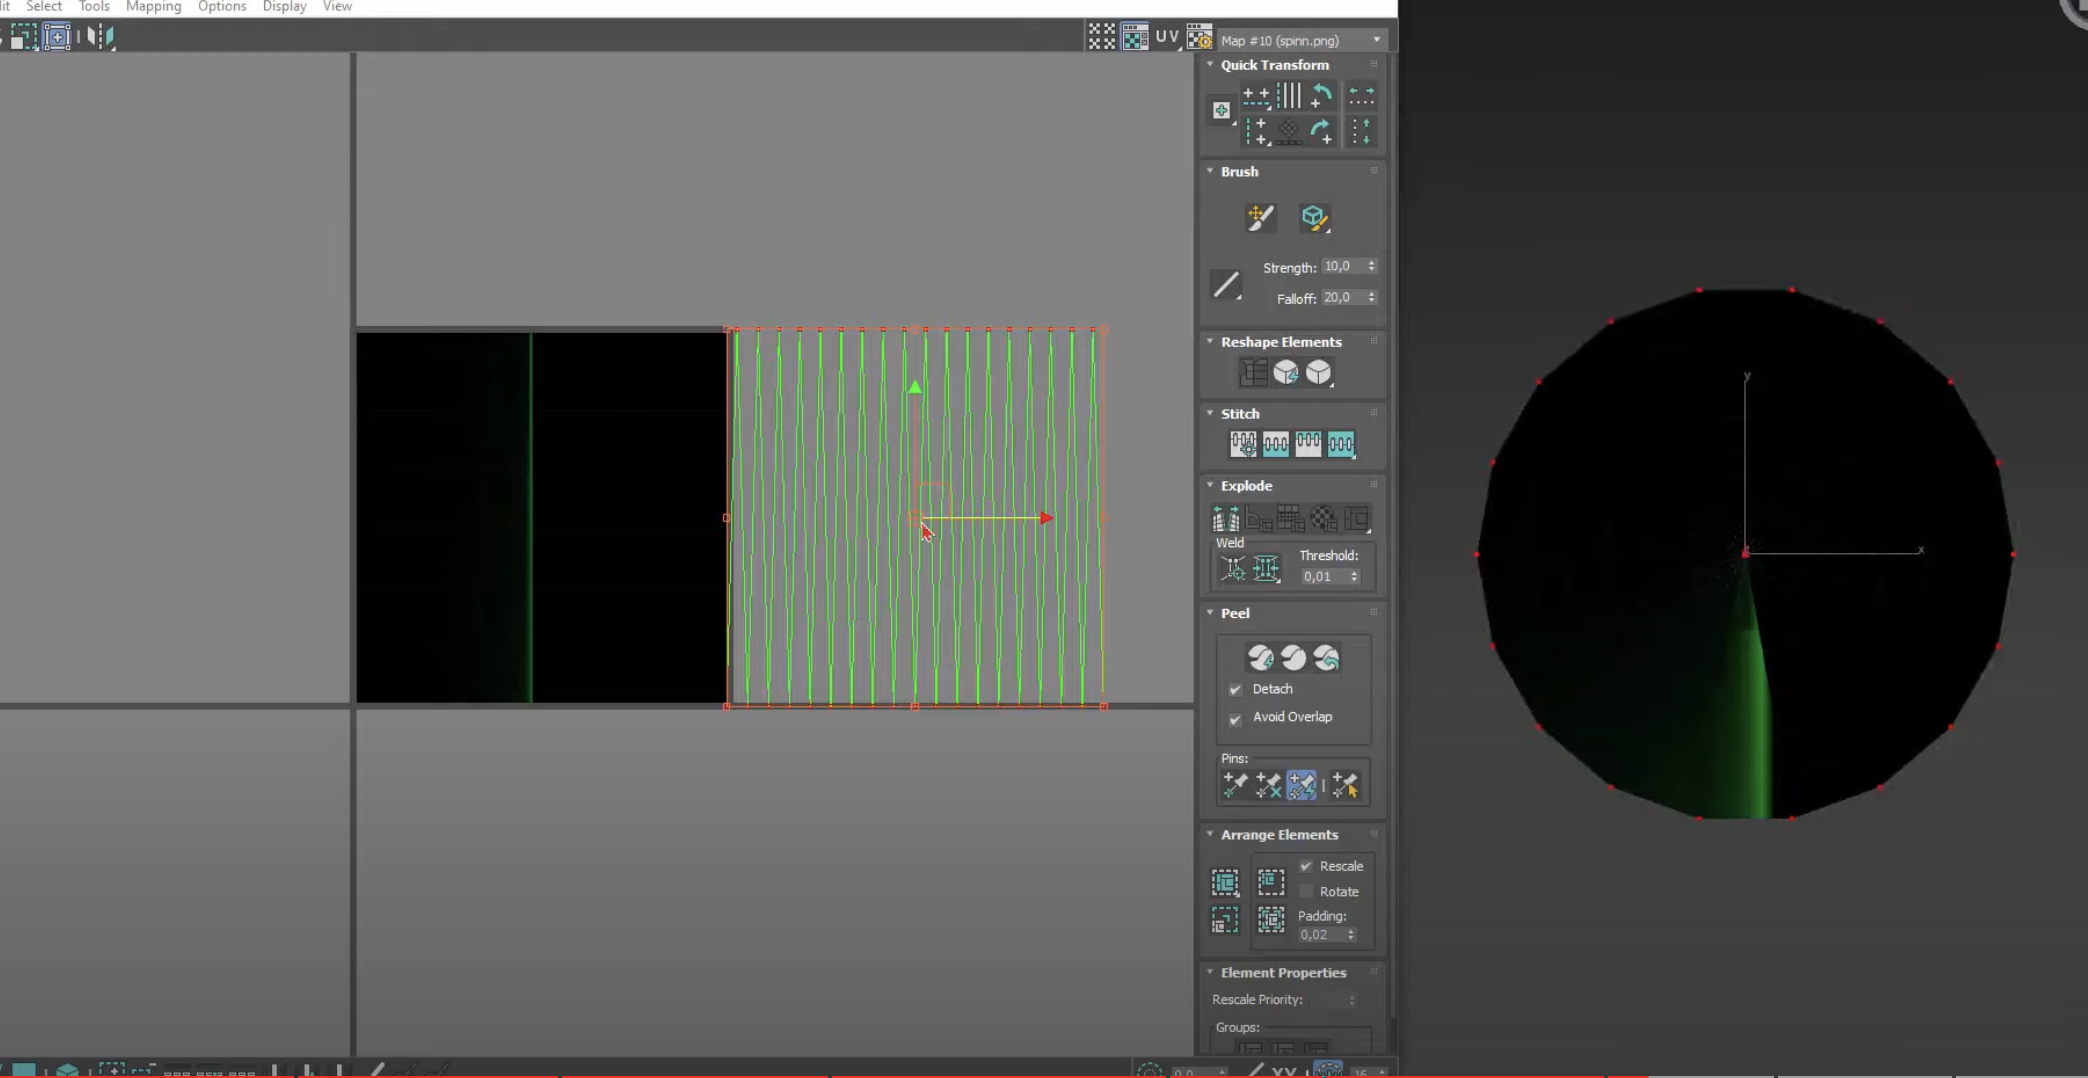 Select Tools Mapping Options Display View
UV Map #10 (spinn.png)
Quick Transform
Brush
Strength: 10,0
Falloff: 20,0
Reshape Elements
Stitch
Explode
Weld
Threshold:
0,01
Peel
Detach
Avoid Overlap
Pins:
Arrange Elements
Rescale
Rotate
Padding:
0,02
Element Properties
Rescale Priority:
Groups:
y
x
0,0 XY 16